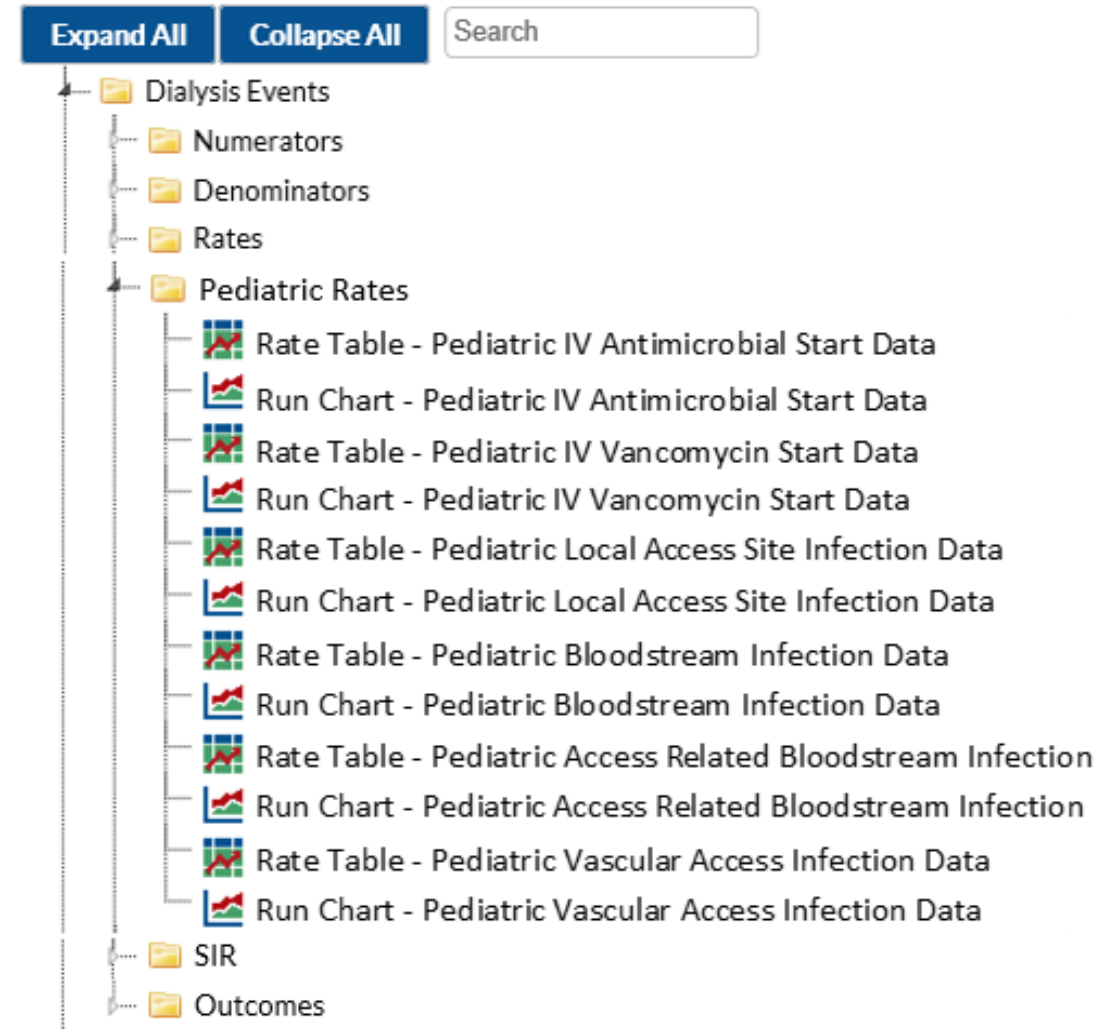 Expand All Collapse All Search
Dialysis Events
Numerators
Denominators
Rates
Pediatric Rates
Rate Table - Pediatric IV Antimicrobial Start Data
Run Chart - Pediatric IV Antimicrobial Start Data
Rate Table - Pediatric IV Vancomycin Start Data
Run Chart - Pediatric IV Vancomycin Start Data
Rate Table - Pediatric Local Access Site Infection Data
Run Chart - Pediatric Local Access Site Infection Data
Rate Table - Pediatric Bloodstream Infection Data
Run Chart - Pediatric Bloodstream Infection Data
Rate Table - Pediatric Access Related Bloodstream Infection
Run Chart - Pediatric Access Related Bloodstream Infection
Rate Table - Pediatric Vascular Access Infection Data
Run Chart - Pediatric Vascular Access Infection Data
SIR
Outcomes